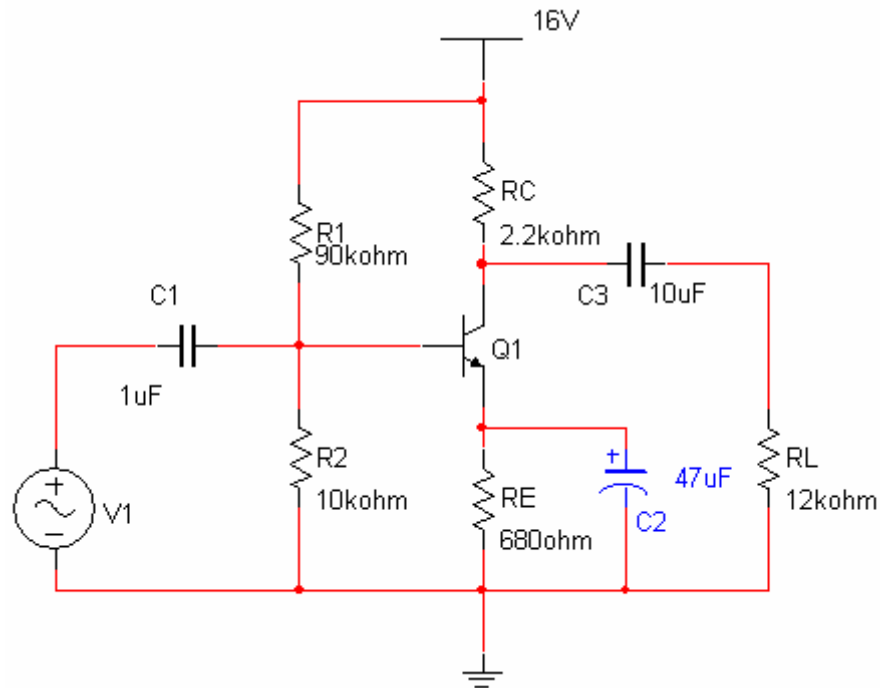 16V
RC
2.2kohm
R1
90kohm
C1
1uF
C3
10uF
Q1
+
V1
R2
10kohm
RE
680ohm
+
47uF
C2
RL
12kohm